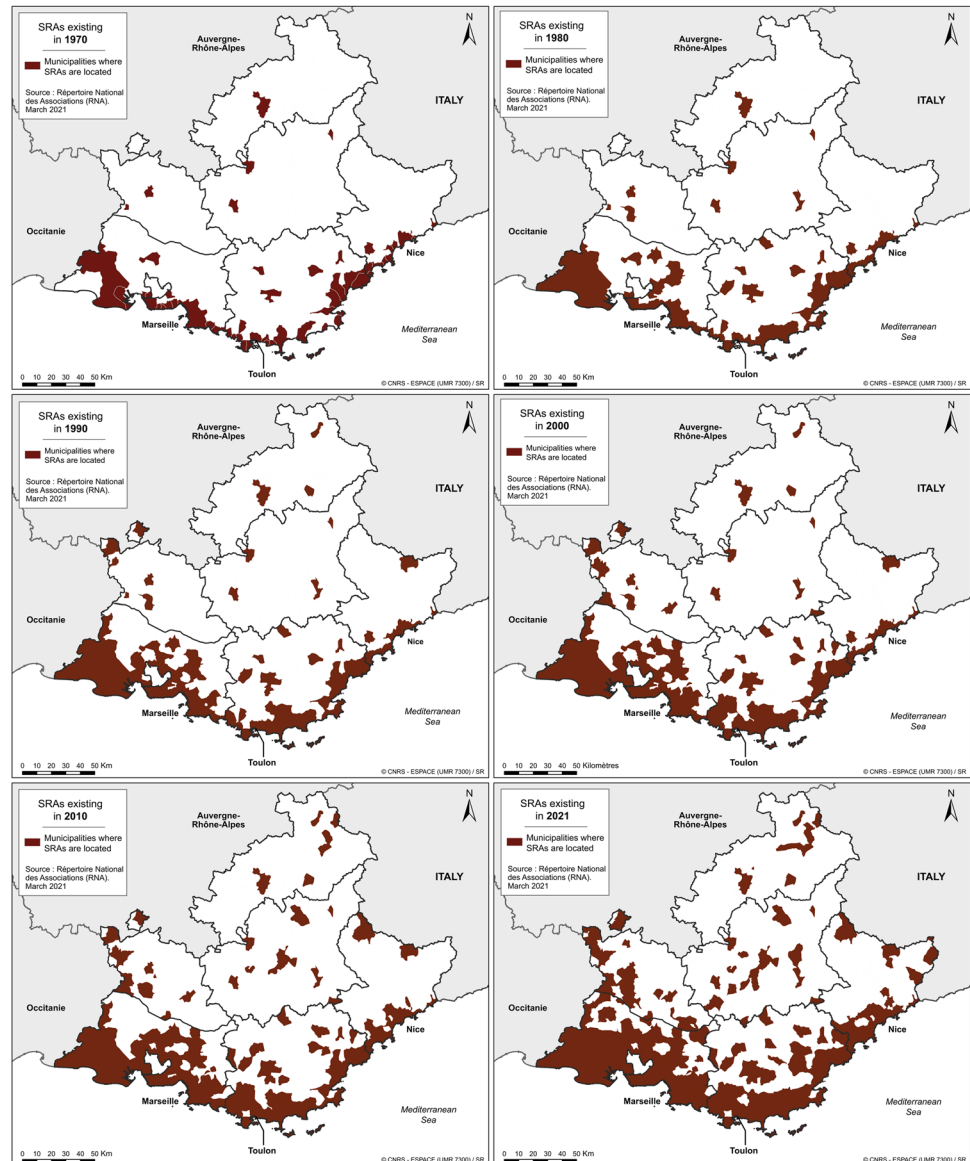 SRAs existing
in 1970
Municipalities where
SRAs are located
Source : Répertoire National
des Associations (RNA).
March 2021
Auvergne-
Rhône-Alpes
N
ITALY
Occitanie
Nice
Marseille
Mediterranean
Sea
Toulon
0 10 20 30 40 50 Km
© CNRS - ESPACE (UMR 7300) / SR
SRAs existing
in 1980
Municipalities where
SRAs are located
Source : Répertoire National
des Associations (RNA).
March 2021
Auvergne-
Rhône-Alpes
N
ITALY
Occitanie
Nice
Marseille
Mediterranean
Sea
Toulon
0 10 20 30 40 50 Km
© CNRS - ESPACE (UMR 7300) / SR
SRAs existing
in 1990
Municipalities where
SRAs are located
Source : Répertoire National
des Associations (RNA).
March 2021
Auvergne-
Rhône-Alpes
N
ITALY
Occitanie
Nice
Marseille
Mediterranean
Sea
Toulon
0 10 20 30 40 50 Km
© CNRS - ESPACE (UMR 7300) / SR
SRAs existing
in 2000
Municipalities where
SRAs are located
Source : Répertoire National
des Associations (RNA).
March 2021
Auvergne-
Rhône-Alpes
N
ITALY
Occitanie
Nice
Marseille
Mediterranean
Sea
Toulon
0 10 20 30 40 50 Kilomètres
© CNRS - ESPACE (UMR 7300) / SR
SRAs existing
in 2010
Municipalities where
SRAs are located
Source : Répertoire National
des Associations (RNA).
March 2021
Auvergne-
Rhône-Alpes
N
ITALY
Occitanie
Nice
Marseille
Mediterranean
Sea
Toulon
0 10 20 30 40 50 Km
© CNRS - ESPACE (UMR 7300) / SR
SRAs existing
in 2021
Municipalities where
SRAs are located
Source : Répertoire National
des Associations (RNA).
March 2021
Auvergne-
Rhône-Alpes
N
ITALY
Occitanie
Nice
Marseille
Mediterranean
Sea
Toulon
0 10 20 30 40 50 Km
© CNRS - ESPACE (UMR 7300) / SR